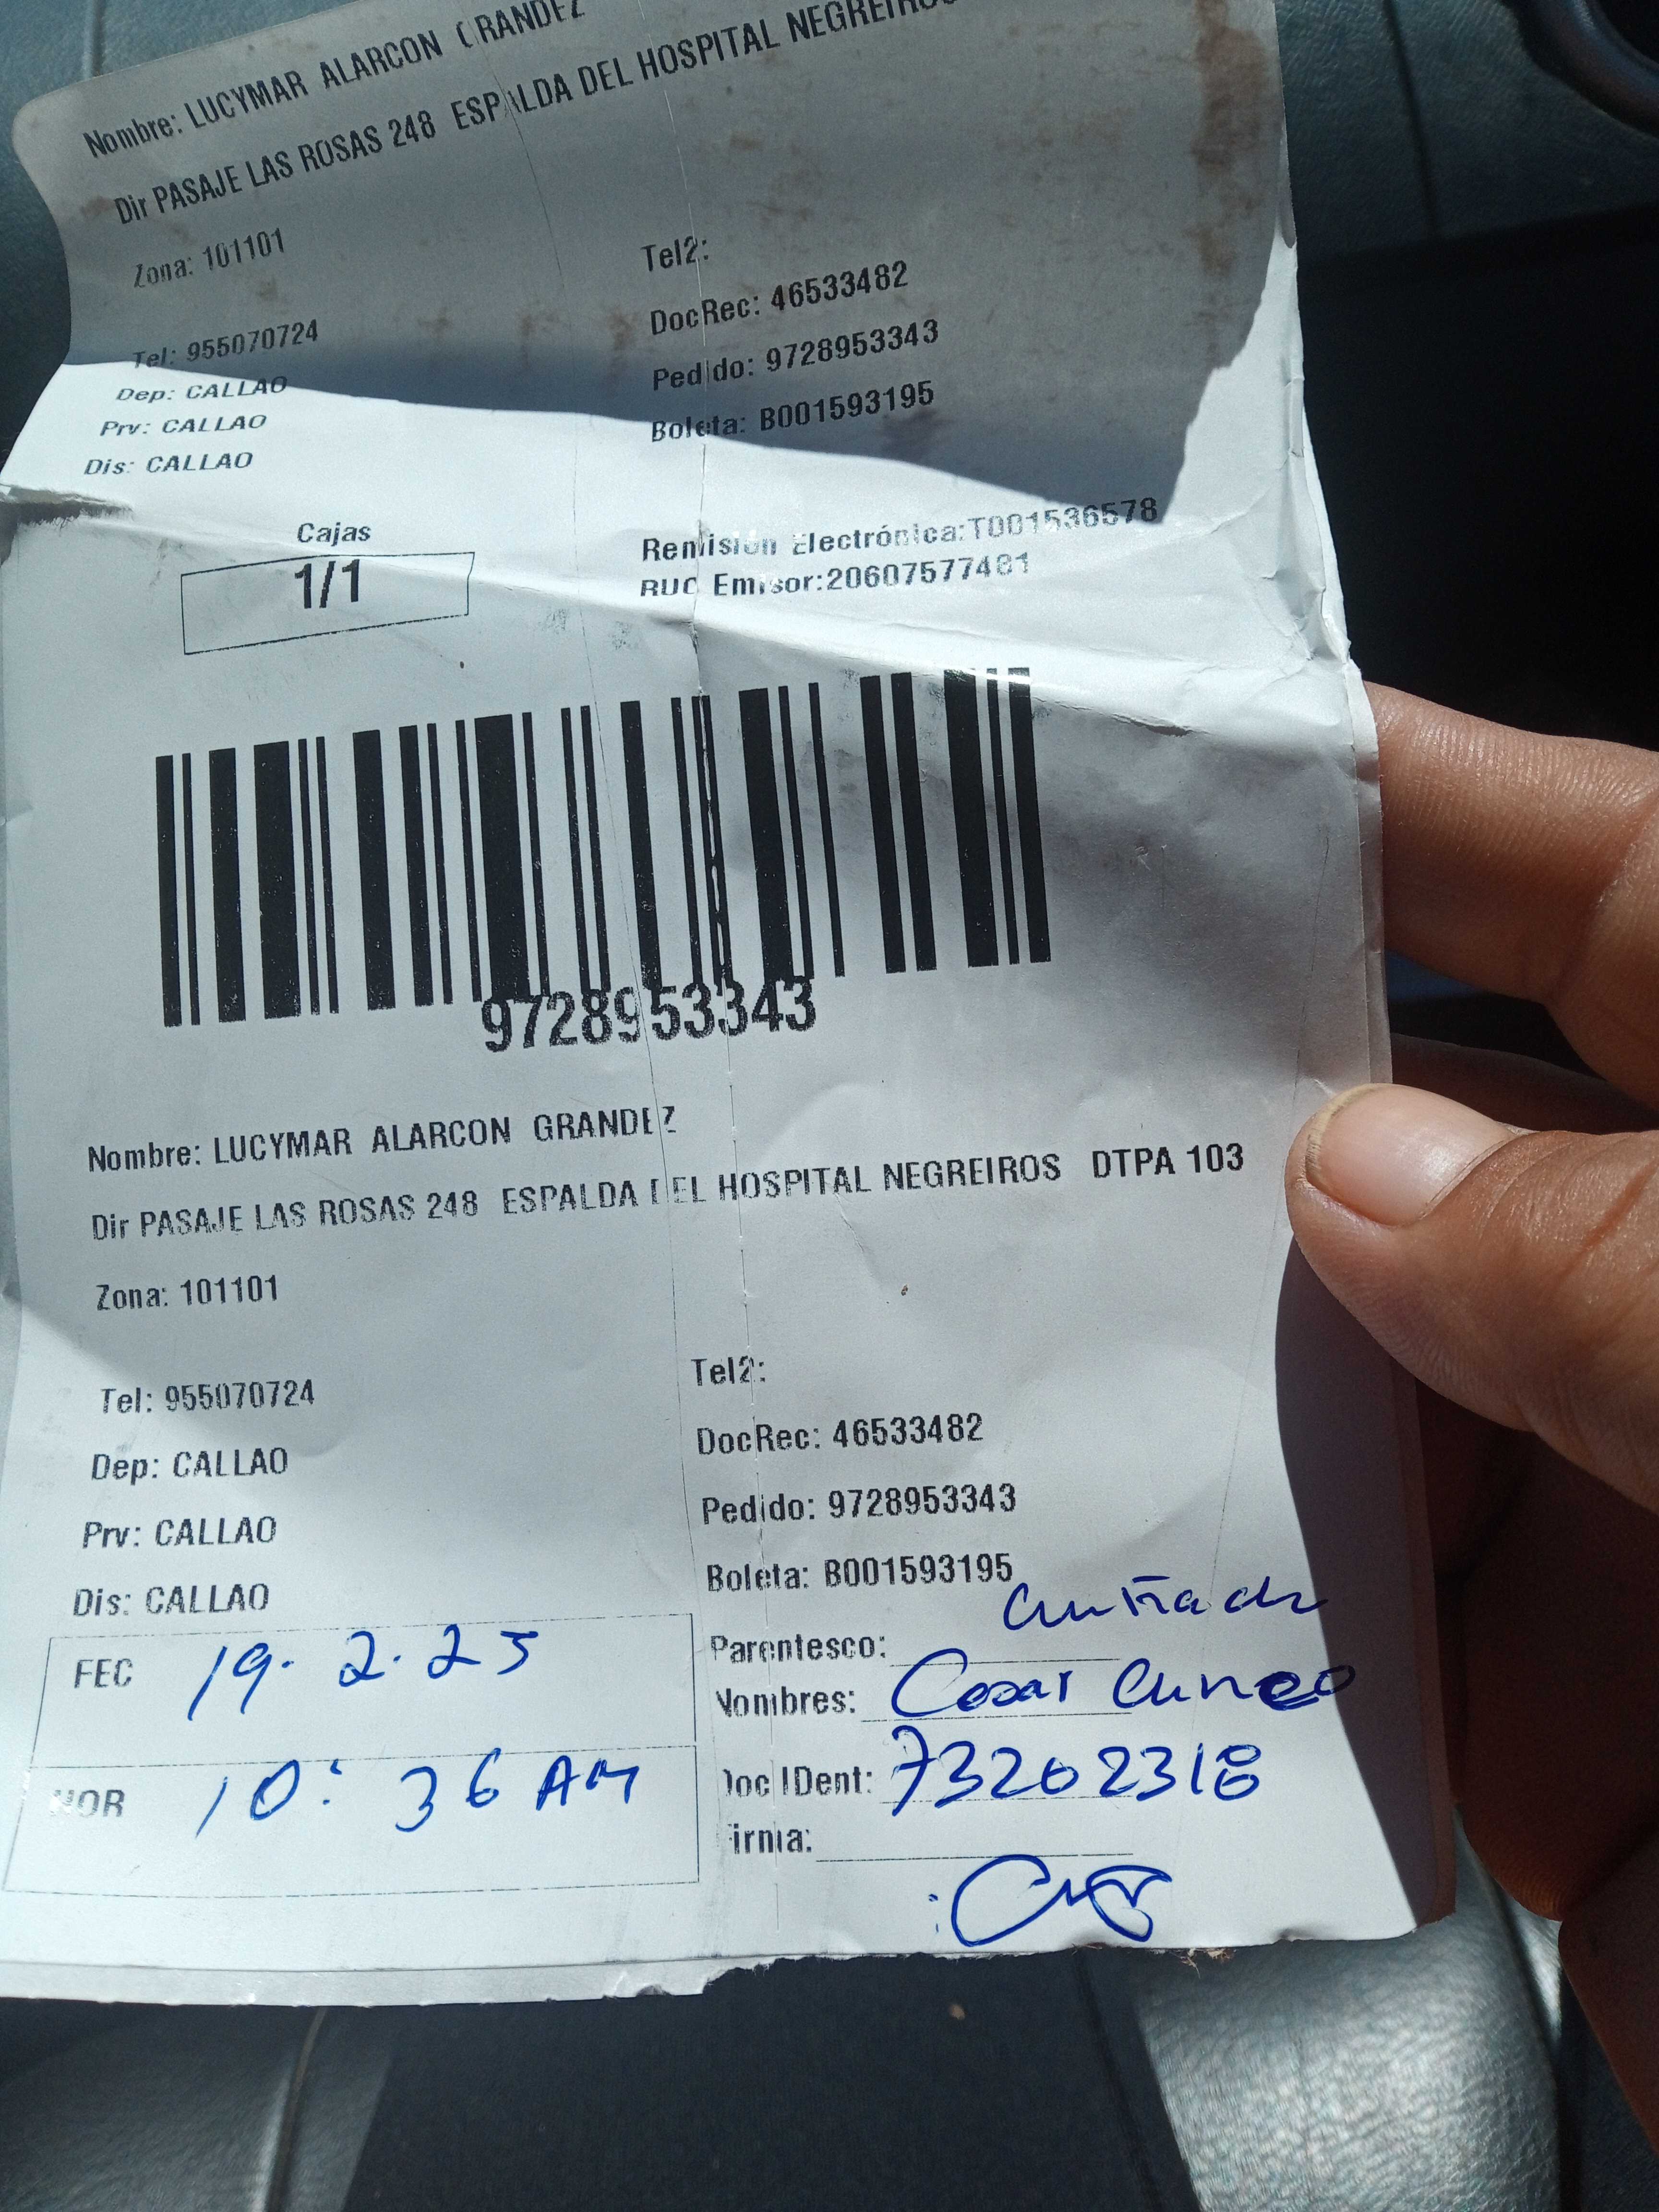 Nombre: LUCYMAR ALARCON GRANDEZ
Dir PASAJE LAS ROSAS 248 ESPALDA DEL HOSPITAL NEGREIROS
Zona: 101101
Tel2:
Tel: 955070724
DocRec: 46533482
Dep: CALLAO
Pedido: 9728953343
Prv: CALLAO
Boleta: B001593195
Dis: CALLAO
Cajas
1/1
Remisión Electrónica:T001536578
RUC Emisor:20607577481
9728953343
Nombre: LUCYMAR ALARCON GRANDEZ
Dir PASAJE LAS ROSAS 248 ESPALDA DEL HOSPITAL NEGREIROS DTPA 103
Zona: 101101
Tel2:
Tel: 955070724
DocRec: 46533482
Dep: CALLAO
Pedido: 9728953343
Prv: CALLAO
Boleta: B001593195
Dis: CALLAO
FEC 19.2.25
HOR 10:36 AM
Parentesco: cuñado
Nombres: Cesar Cuneo
Doc IDent: 73202318
Firma: